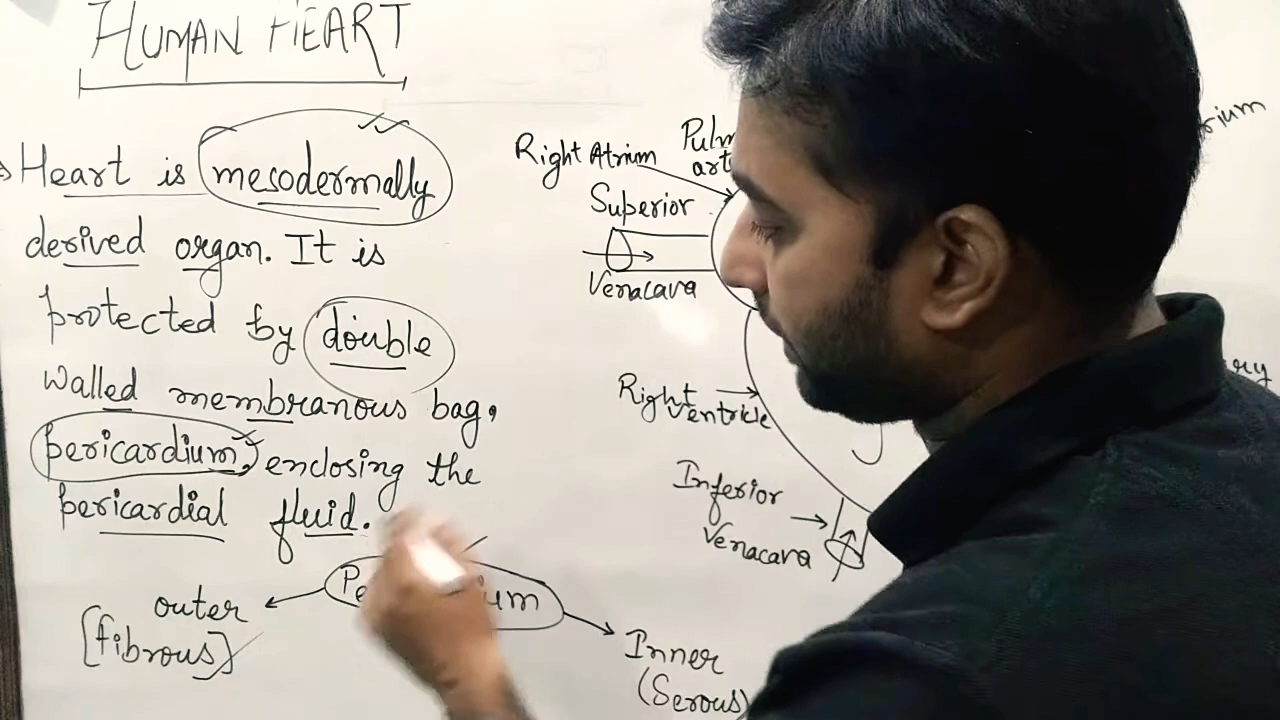 HUMAN HEART
Heart is mesodermally
derived organ. It is
protected by double
walled membranous bag,
pericardium, enclosing the
pericardial fluid.
outer
[fibrous]
Inner
(Serous)
Right Atrium
Superior
Venacava
Right
Ventricle
Inferior
Venacava